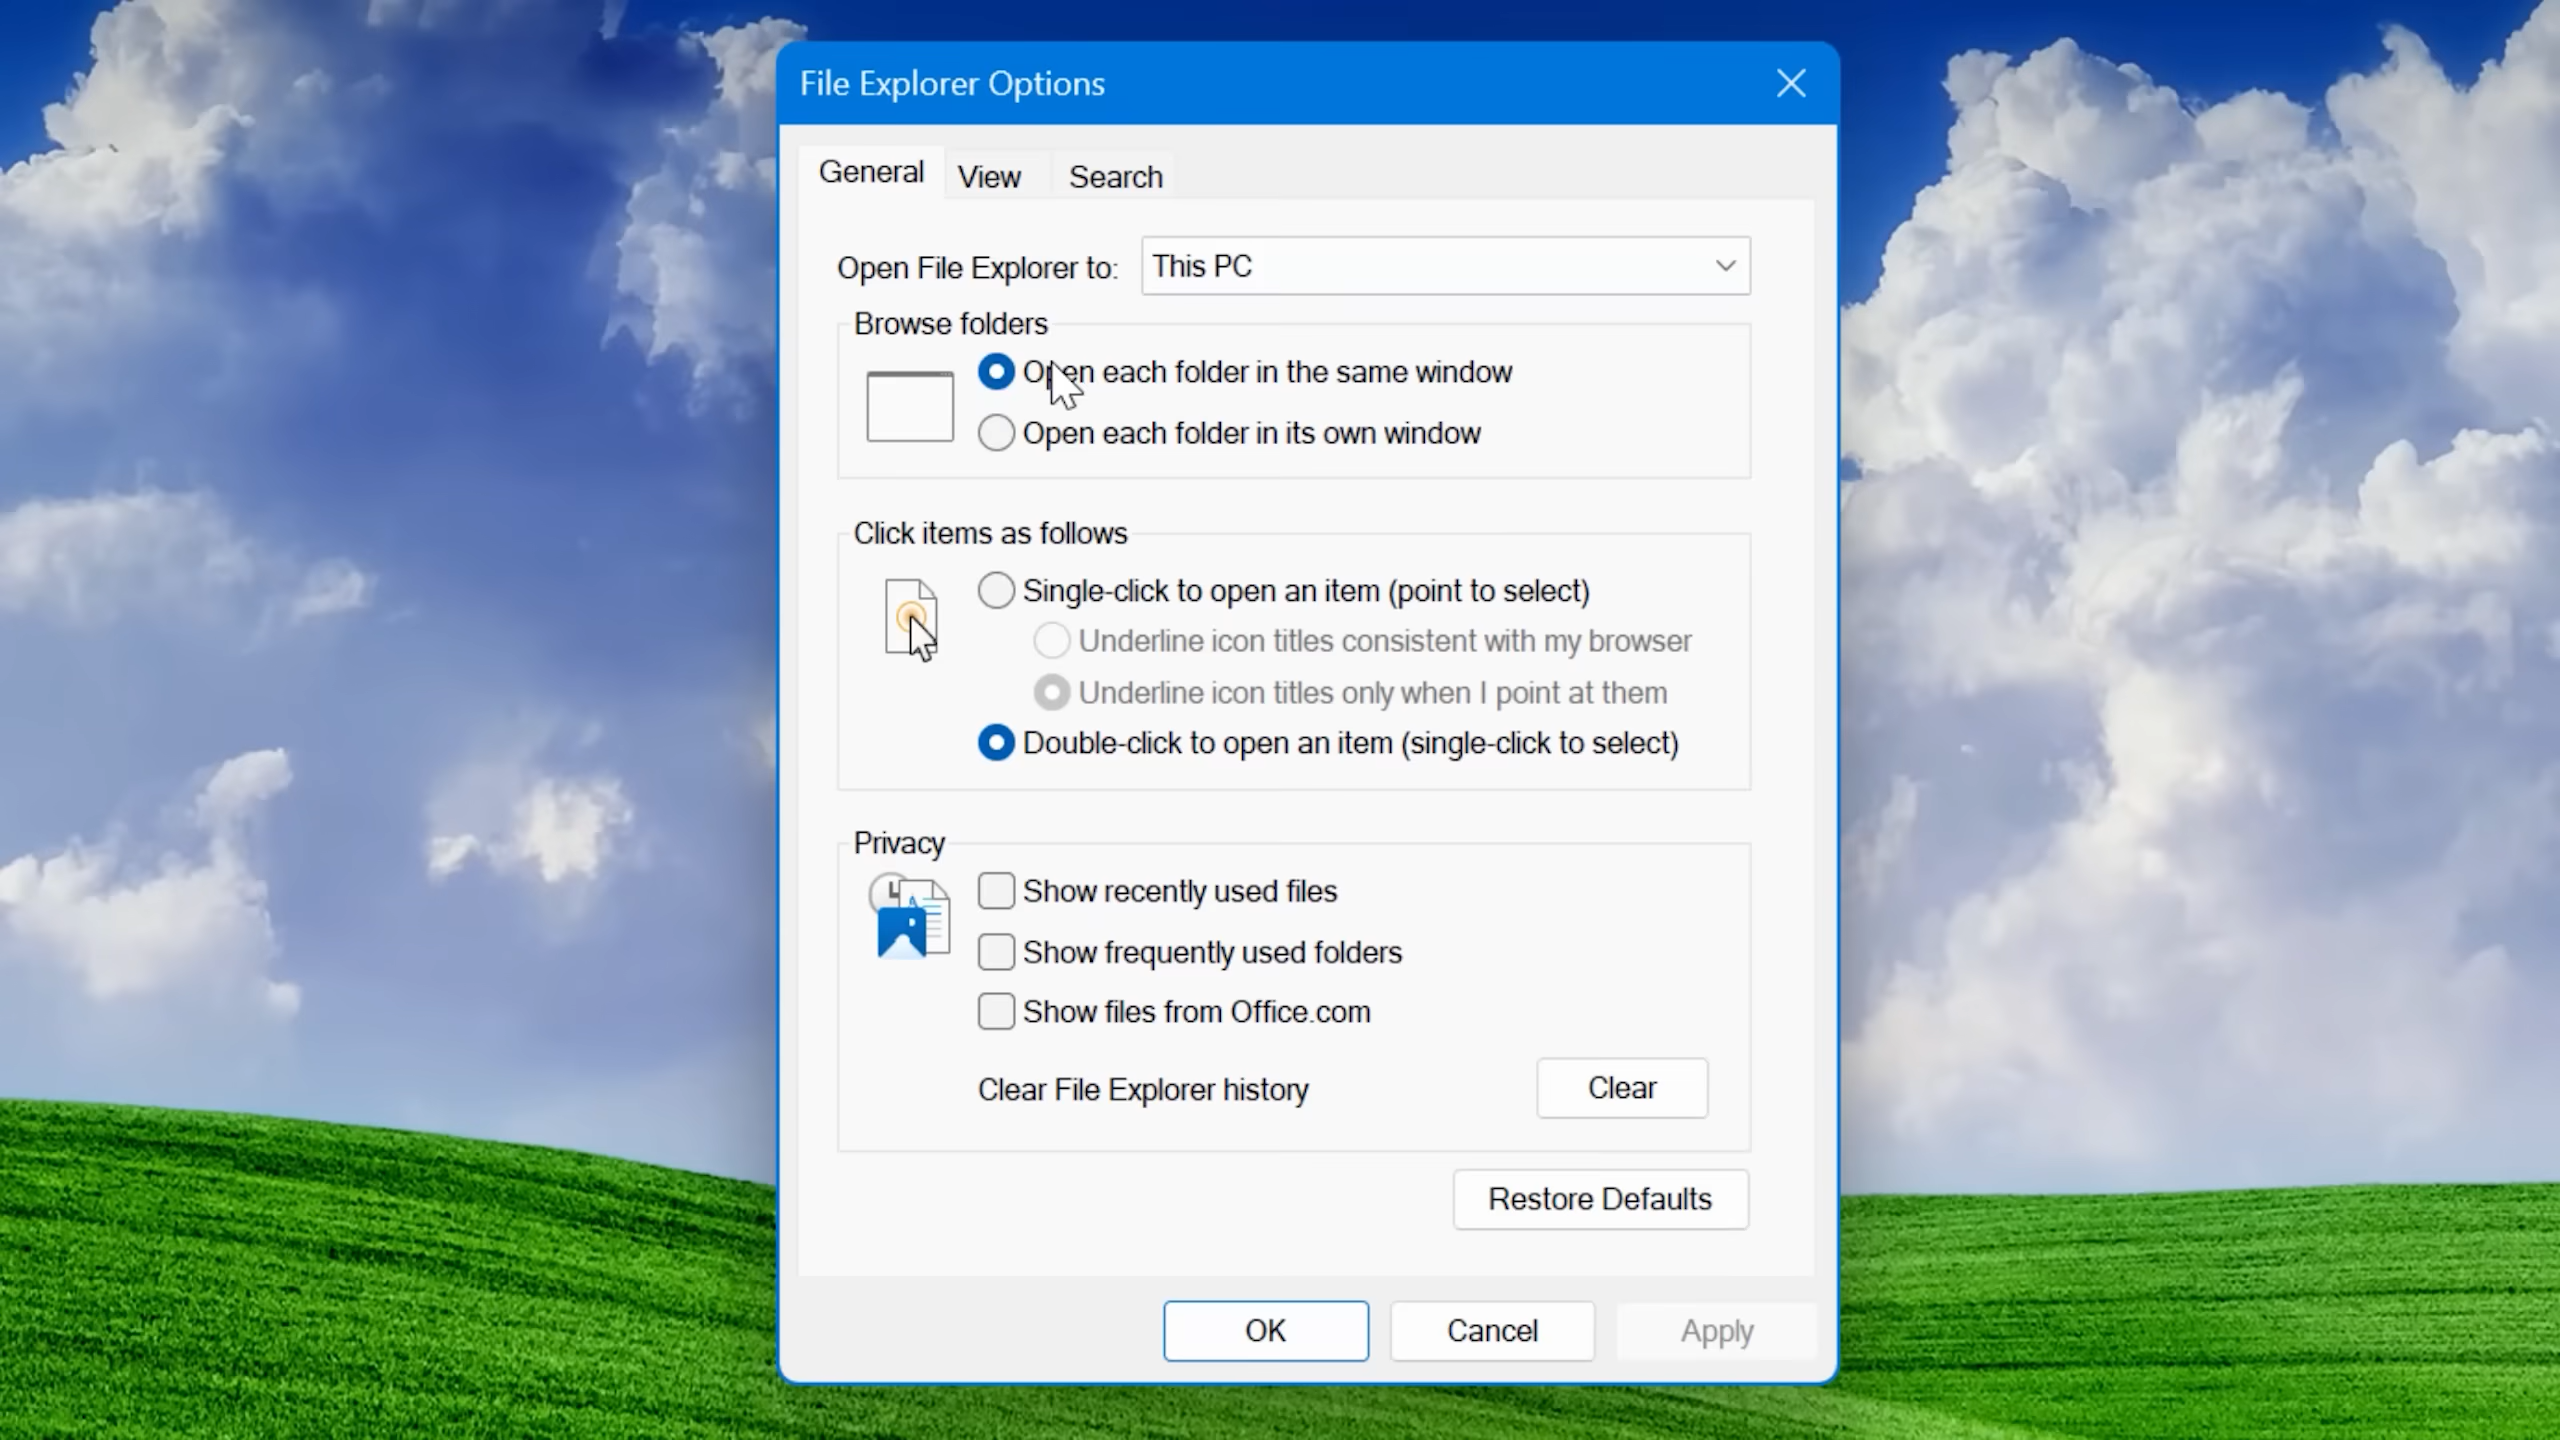 File Explorer Options
General
View
Search
Open File Explorer to:
This PC
Browse folders
Open each folder in the same window
Open each folder in its own window
Click items as follows
Single-click to open an item (point to select)
Underline icon titles consistent with my browser
Underline icon titles only when I point at them
Double-click to open an item (single-click to select)
Privacy
Show recently used files
Show frequently used folders
Show files from Office.com
Clear File Explorer history
Clear
Restore Defaults
OK
Cancel
Apply